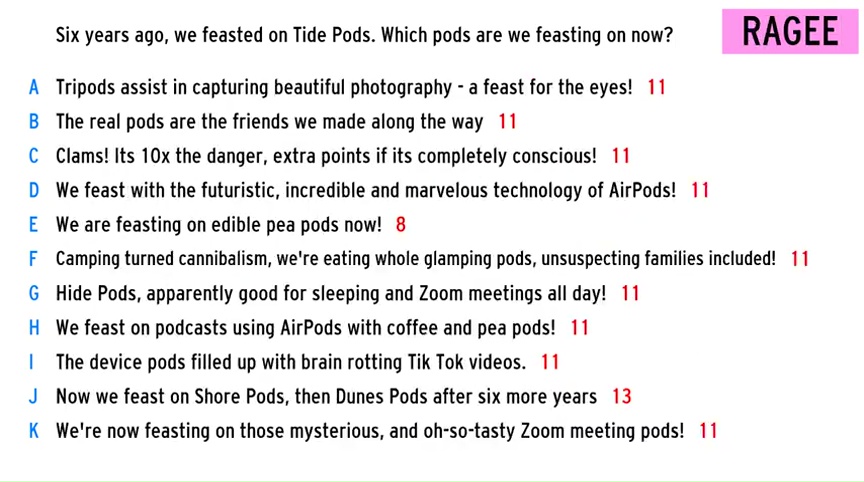 Six years ago, we feasted on Tide Pods. Which pods are we feasting on now?
RAGEE
A Tripods assist in capturing beautiful photography - a feast for the eyes! 11
B The real pods are the friends we made along the way 11
C Clams! Its 10x the danger, extra points if its completely conscious! 11
D We feast with the futuristic, incredible and marvelous technology of AirPods! 11
E We are feasting on edible pea pods now! 8
F Camping turned cannibalism, we're eating whole glamping pods, unsuspecting families included! 11
G Hide Pods, apparently good for sleeping and Zoom meetings all day! 11
H We feast on podcasts using AirPods with coffee and pea pods! 11
I The device pods filled up with brain rotting Tik Tok videos. 11
J Now we feast on Shore Pods, then Dunes Pods after six more years 13
K We're now feasting on those mysterious, and oh-so-tasty Zoom meeting pods! 11